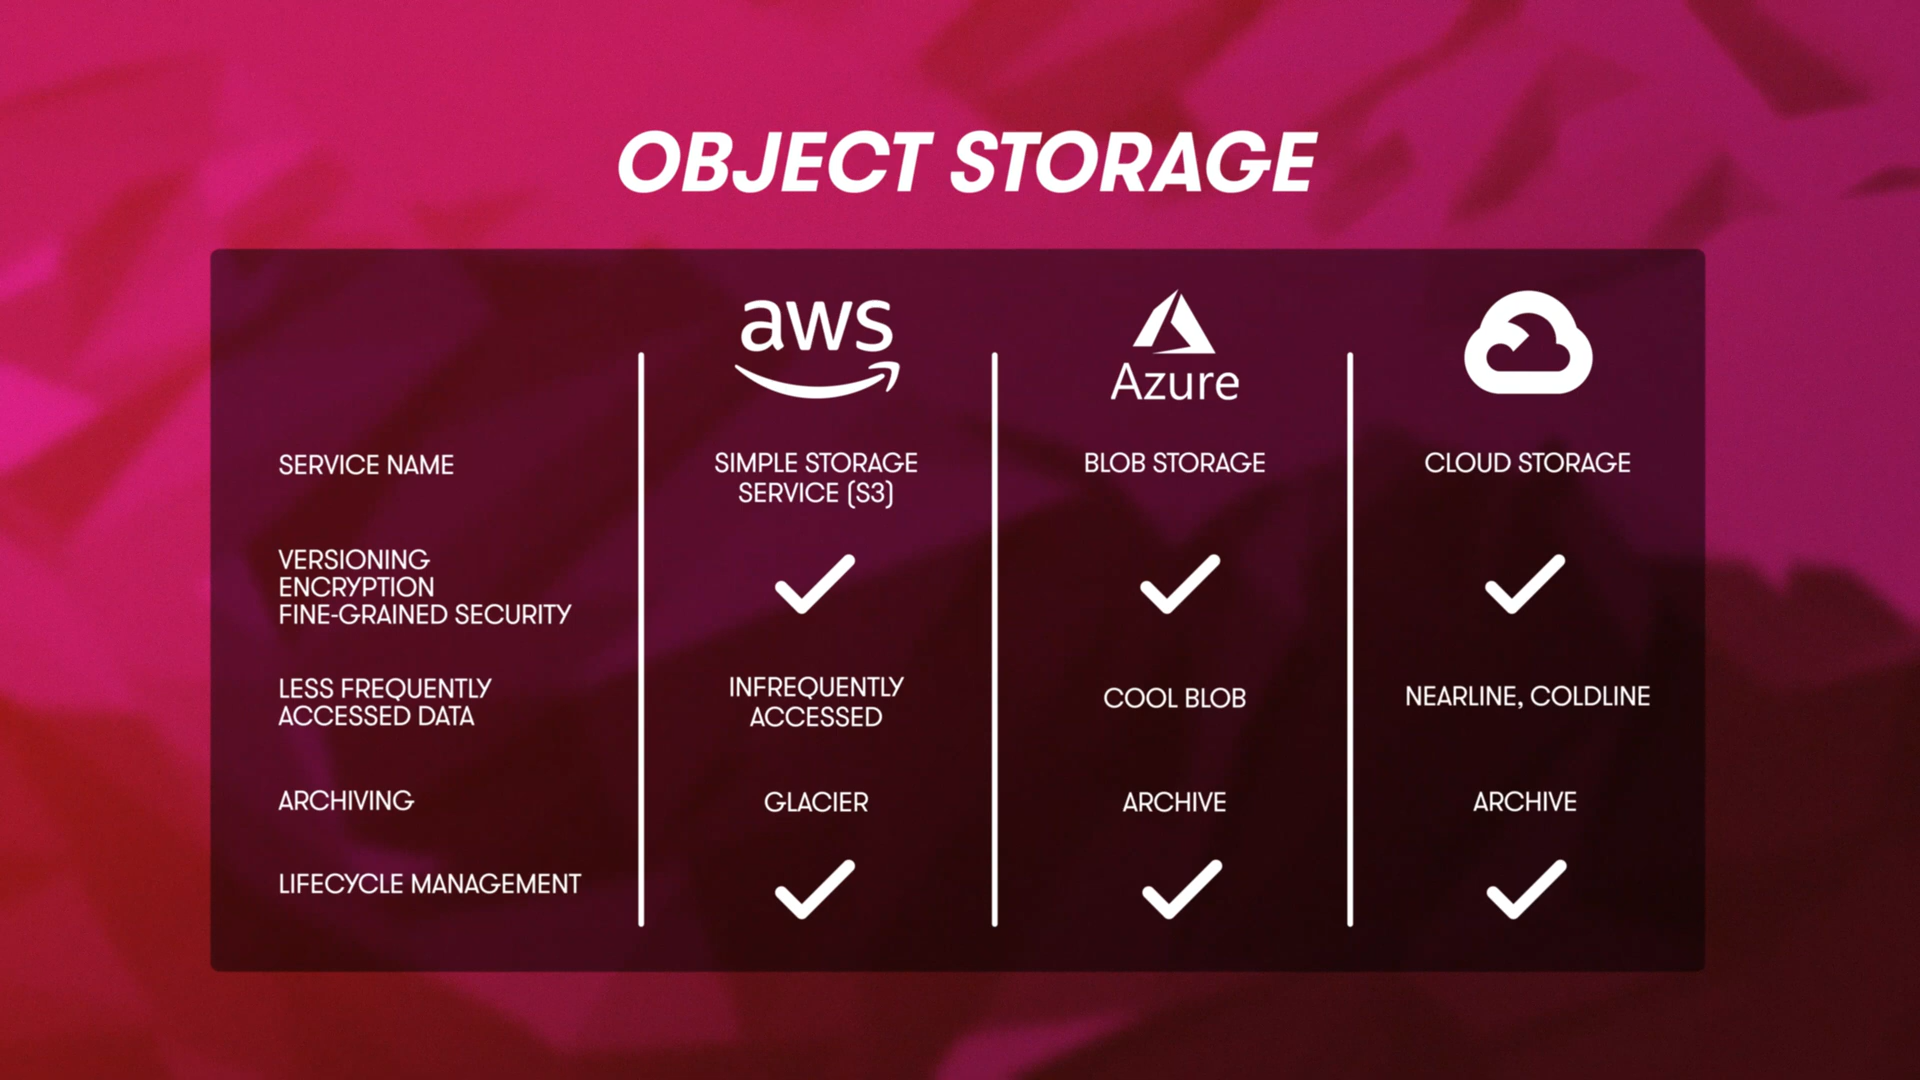 OBJECT STORAGE
aws
Azure
SERVICE NAME
SIMPLE STORAGE
SERVICE (S3)
BLOB STORAGE
CLOUD STORAGE
VERSIONING
ENCRYPTION
FINE-GRAINED SECURITY
LESS FREQUENTLY
ACCESSED DATA
INFREQUENTLY
ACCESSED
COOL BLOB
NEARLINE, COLDLINE
ARCHIVING
GLACIER
ARCHIVE
ARCHIVE
LIFECYCLE MANAGEMENT